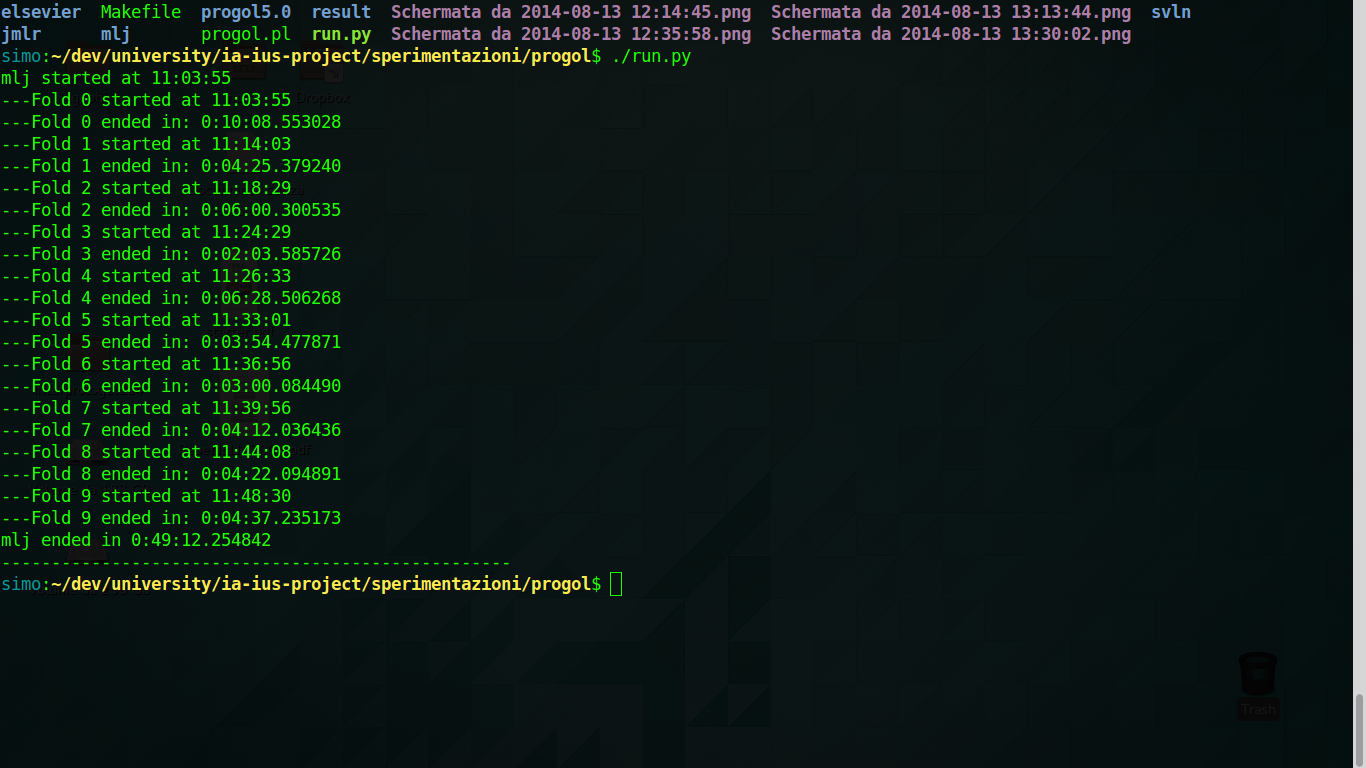 elsevier  Makefile  progol5.0  result  Schermata da 2014-08-13 12:14:45.png  Schermata da 2014-08-13 13:13:44.png  svln
jmlr      mlj       progol.pl  run.py  Schermata da 2014-08-13 12:35:58.png  Schermata da 2014-08-13 13:30:02.png
simo:~/dev/university/ia-ius-project/sperimentazioni/progol$ ./run.py
mlj started at 11:03:55
---Fold 0 started at 11:03:55
Dropbox
---Fold 0 ended in: 0:10:08.553028
---Fold 1 started at 11:14:03
---Fold 1 ended in: 0:04:25.379240
---Fold 2 started at 11:18:29
---Fold 2 ended in: 0:06:00.300535
---Fold 3 started at 11:24:29
---Fold 3 ended in: 0:02:03.585726
---Fold 4 started at 11:26:33
---Fold 4 ended in: 0:06:28.506268
---Fold 5 started at 11:33:01
---Fold 5 ended in: 0:03:54.477871
---Fold 6 started at 11:36:56
---Fold 6 ended in: 0:03:00.084490
---Fold 7 started at 11:39:56
---Fold 7 ended in: 0:04:12.036436
---Fold 8 started at 11:44:08
---Fold 8 ended in: 0:04:22.094891
---Fold 9 started at 11:48:30
---Fold 9 ended in: 0:04:37.235173
mlj ended in 0:49:12.254842
---------------------------------------------------
simo:~/dev/university/ia-ius-project/sperimentazioni/progol$
Trash